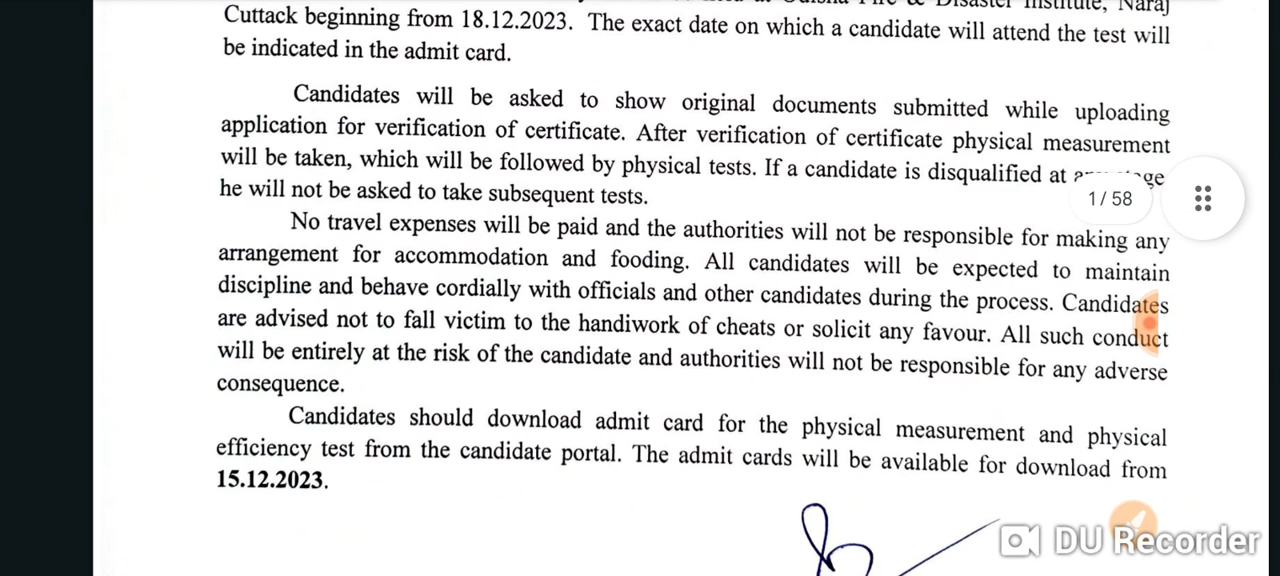 Institute, Naraj
Cuttack beginning from 18.12.2023. The exact date on which a candidate will attend the test will
be indicated in the admit card.
Candidates will be asked to show original documents submitted while uploading
application for verification of certificate. After verification of certificate physical measurement
will be taken, which will be followed by physical tests. If a candidate is disqualified at
he will not be asked to take subsequent tests.
1/58
No travel expenses will be paid and the authorities will not be responsible for making any
arrangement for accommodation and fooding. All candidates will be expected to maintain
discipline and behave cordially with officials and other candidates during the process. Candidates
are advised not to fall victim to the handiwork of cheats or solicit any favour. All such conduct
will be entirely at the risk of the candidate and authorities will not be responsible for any adverse
consequence.
Candidates should download admit card for the physical measurement and physical
efficiency test from the candidate portal. The admit cards will be available for download from
15.12.2023.
DU Recorder